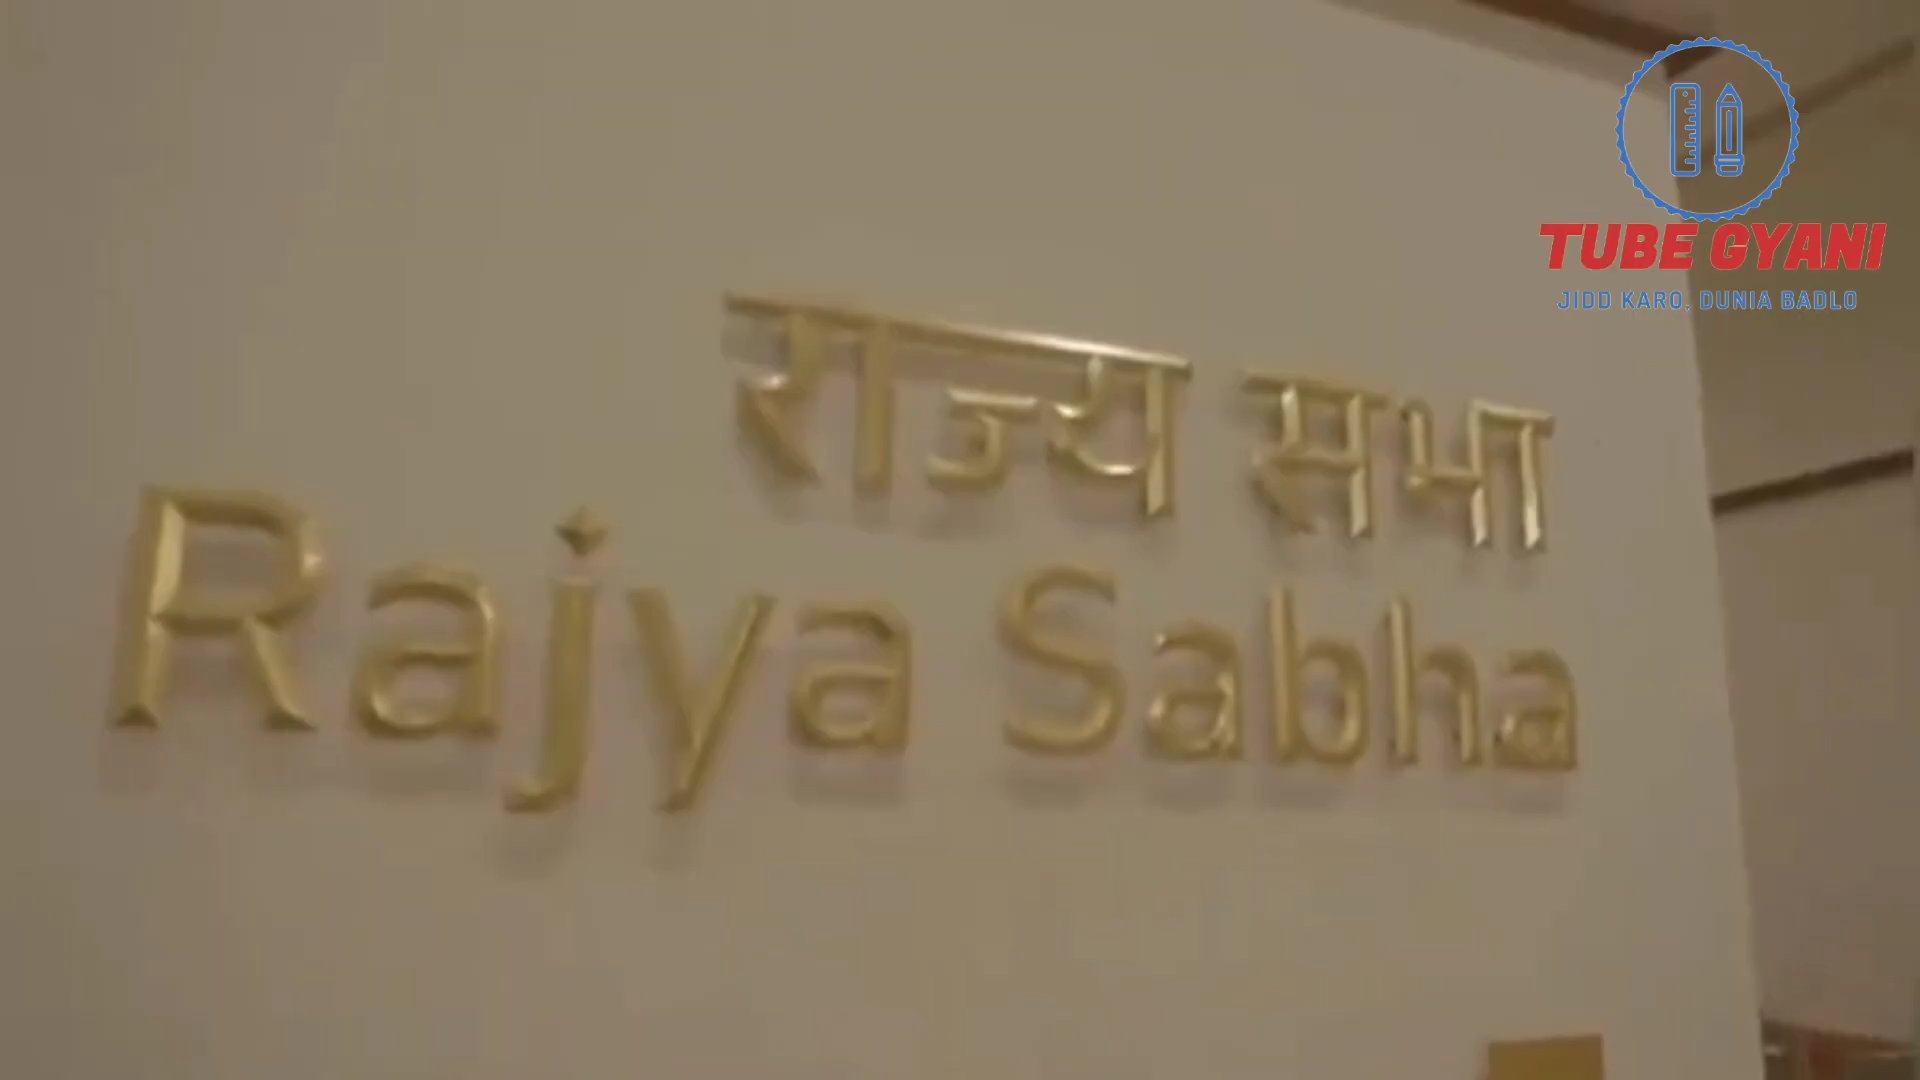 TUBE GYANI
JIDD KARO, DUNIA BADLO
राज्य सभा
Rajya Sabha